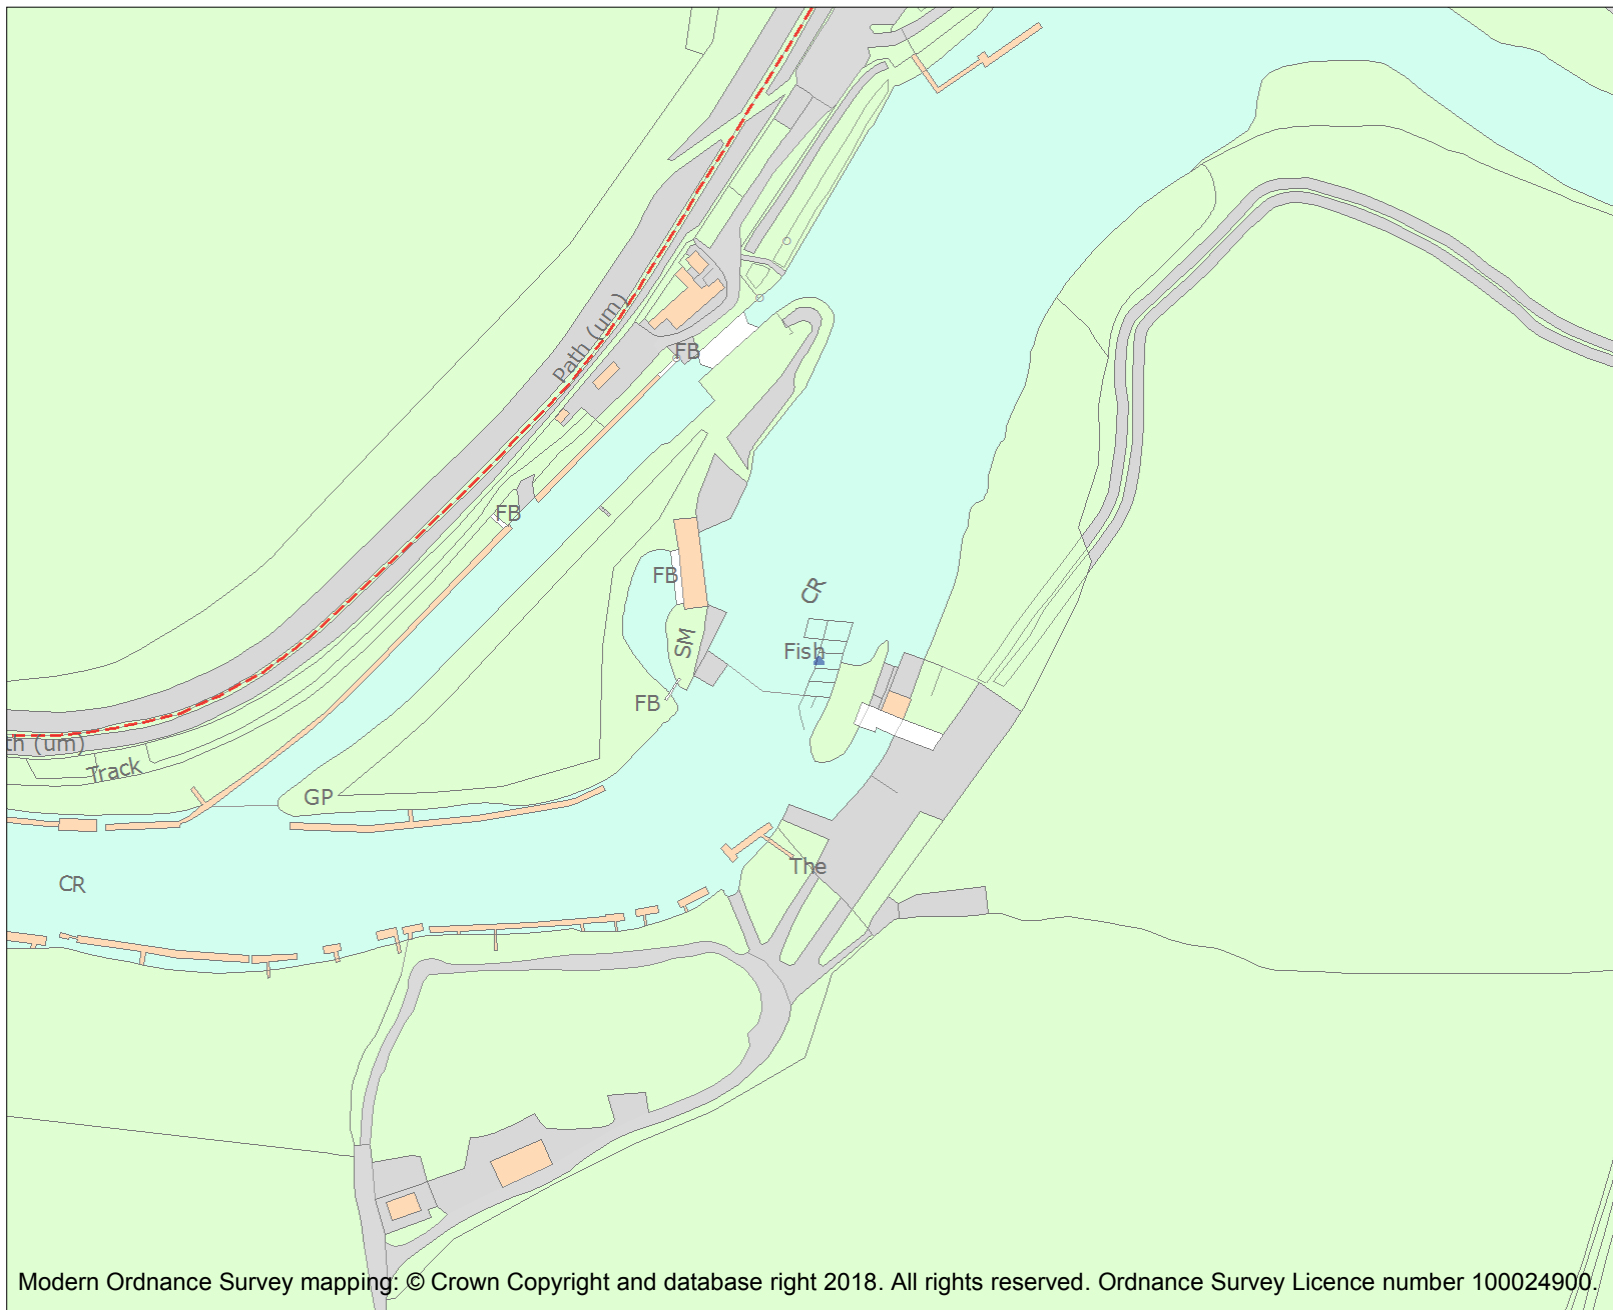 Path (um)
FB
FB
FB
CR
SM
Fish
FB
th (um)
Track
GP
The
CR
Modern Ordnance Survey mapping: © Crown Copyright and database right 2018. All rights reserved. Ordnance Survey Licence number 100024900.